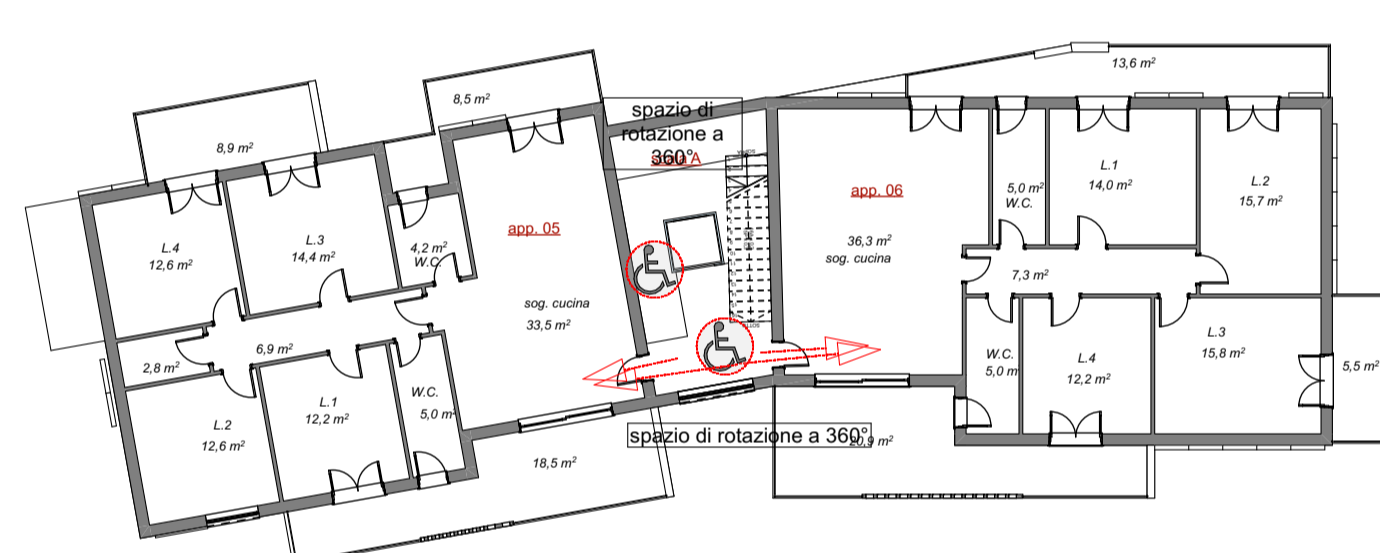 13,6 m²
8,5 m²
spazio di
rotazione a
360°
scala A
8,9 m²
app. 05
app. 06
5,0 m²
W.C.
L.1
14,0 m²
L.2
15,7 m²
L.4
12,6 m²
L.3
14,4 m²
4,2 m²
W.C.
36,3 m²
sog. cucina
7,3 m²
sog. cucina
33,5 m²
2,8 m²
6,9 m²
W.C.
5,0 m
L.4
12,2 m²
L.3
15,8 m²
5,5 m²
L.2
12,6 m²
L.1
12,2 m²
W.C.
5,0 m
spazio di rotazione a 360°
20,9 m²
18,5 m²